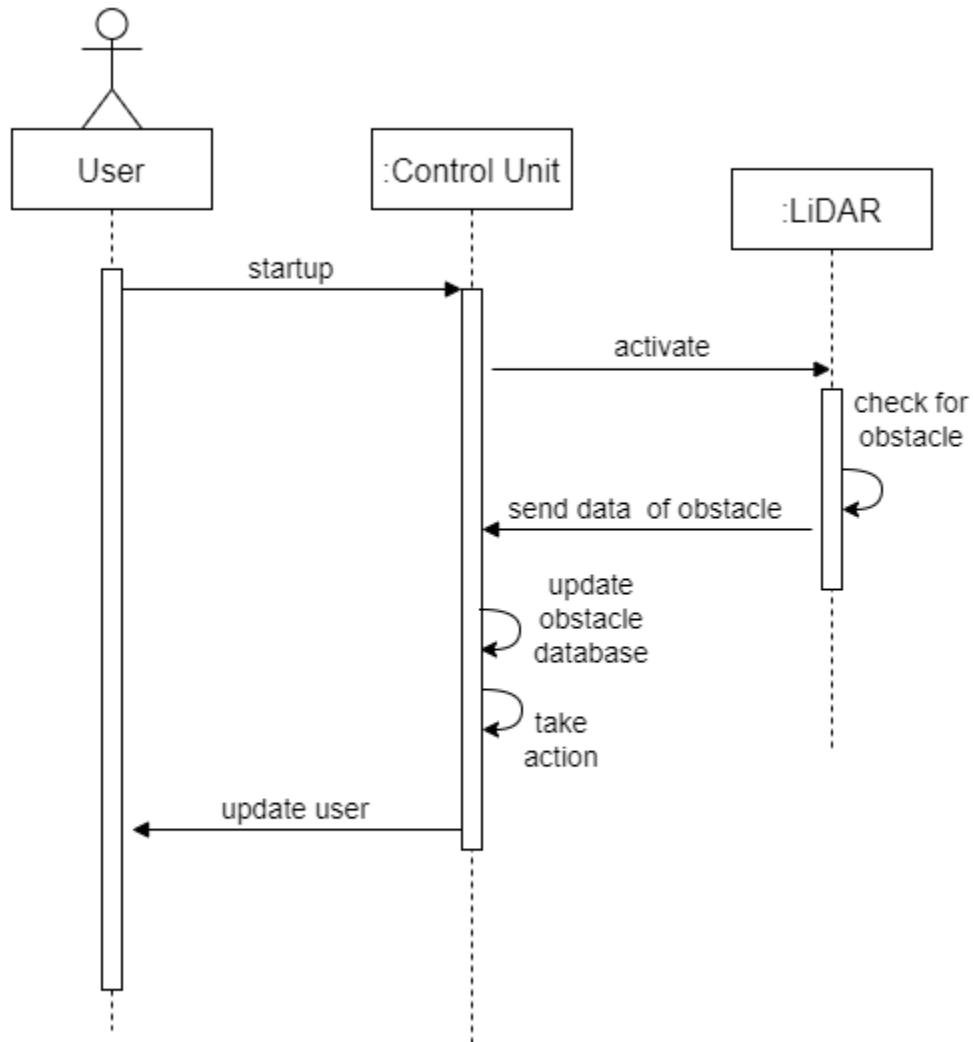 User
:Control Unit
:LiDAR
startup
activate
check for
obstacle
send data  of obstacle
update
obstacle
database
take
action
update user